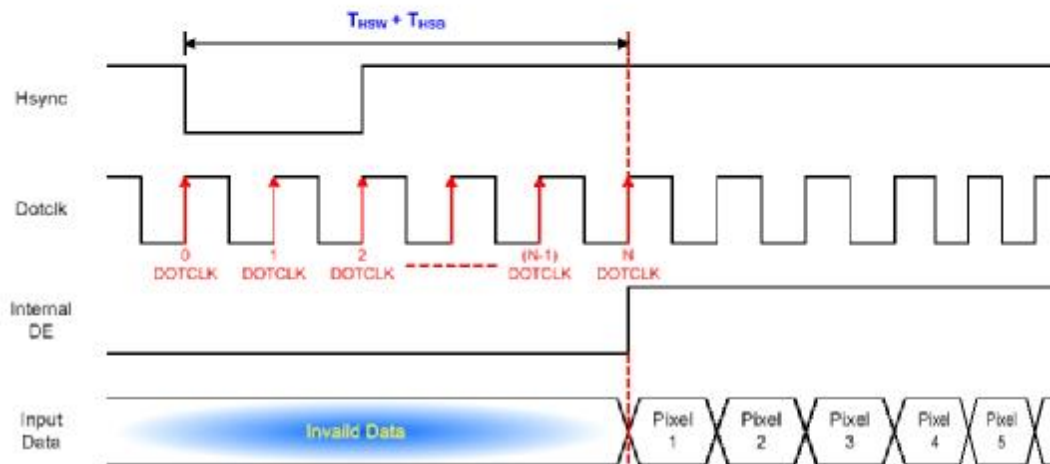 THSW + THSB
Hsync
Dotclk
0 1 2 (N-1) N
DOTCLK DOTCLK DOTCLK DOTCLK DOTCLK
Internal
DE
Input
Data
Invaild Data
Pixel Pixel Pixel Pixel Pixel
1 2 3 4 5